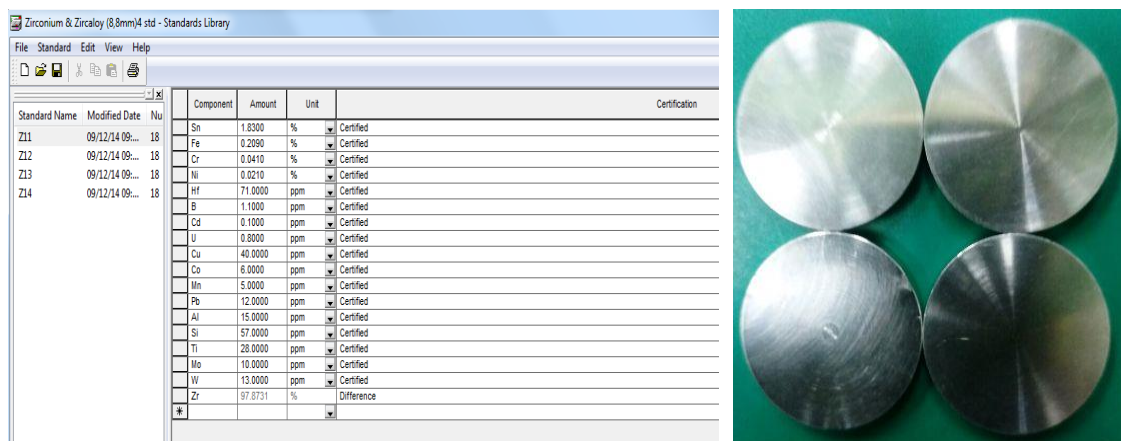 Zirconium & Zircaloy (8,8mm)4 std - Standards Library
File Standard Edit View Help
Standard Name Modified Date Nu
Z11 09/12/14 09:... 18
Z12 09/12/14 09:... 18
Z13 09/12/14 09:... 18
Z14 09/12/14 09:... 18
Component Amount Unit Certification
Sn 1.8300 % Certified
Fe 0.2090 % Certified
Cr 0.0410 % Certified
Ni 0.0210 % Certified
Hf 71.0000 ppm Certified
B 1.1000 ppm Certified
Cd 0.1000 ppm Certified
U 0.8000 ppm Certified
Cu 40.0000 ppm Certified
Co 6.0000 ppm Certified
Mn 5.0000 ppm Certified
Pb 12.0000 ppm Certified
Al 15.0000 ppm Certified
Si 57.0000 ppm Certified
Ti 28.0000 ppm Certified
Mo 10.0000 ppm Certified
W 13.0000 ppm Certified
Zr 97.8731 % Difference